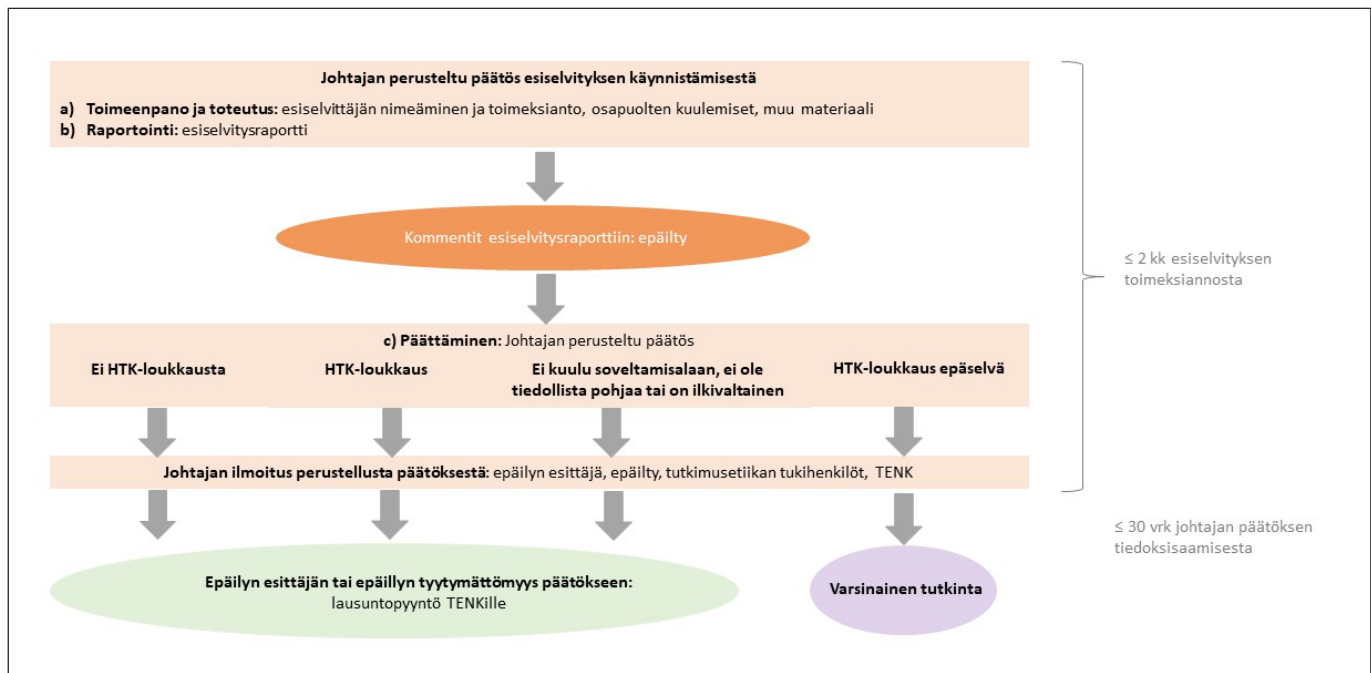 Johtajan perusteltu päätös esiselvityksen käynnistämisestä
a) Toimeenpano ja toteutus: esiselvittäjän nimeäminen ja toimeksianto, osapuolten kuulemiset, muu materiaali
b) Raportointi: esiselvitysraportti
Kommentit esiselvitysraporttiin: epäilty
≤ 2 kk esiselvityksen
toimeksiannosta
c) Päättäminen: Johtajan perusteltu päätös
Ei HTK-loukkausta
HTK-loukkaus
Ei kuulu soveltamisalaan, ei ole
tiedollista pohjaa tai on ilkivaltainen
HTK-loukkaus epäselvä
Johtajan ilmoitus perustellusta päätöksestä: epäilyn esittäjä, epäilty, tutkimusetiikan tukihenkilöt, TENK
≤ 30 vrk johtajan päätöksen
tiedoksisaamisesta
Epäilyn esittäjän tai epäillyn tyytymättömyys päätökseen:
lausuntopyyntö TENKille
Varsinainen tutkinta